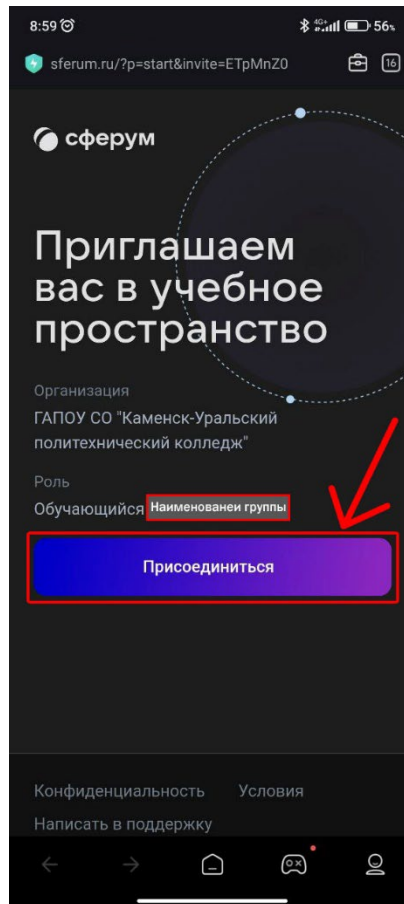 8:59
4G+
56%
sferum.ru/?p=start&invite=ETpMnZ0
16
сферум
Приглашаем
вас в учебное
пространство
Организация
ГАПОУ СО "Каменск-Уральский
политехнический колледж"
Роль
Обучающийся Наименованеи группы
Присоединиться
Конфиденциальность Условия
Написать в поддержку